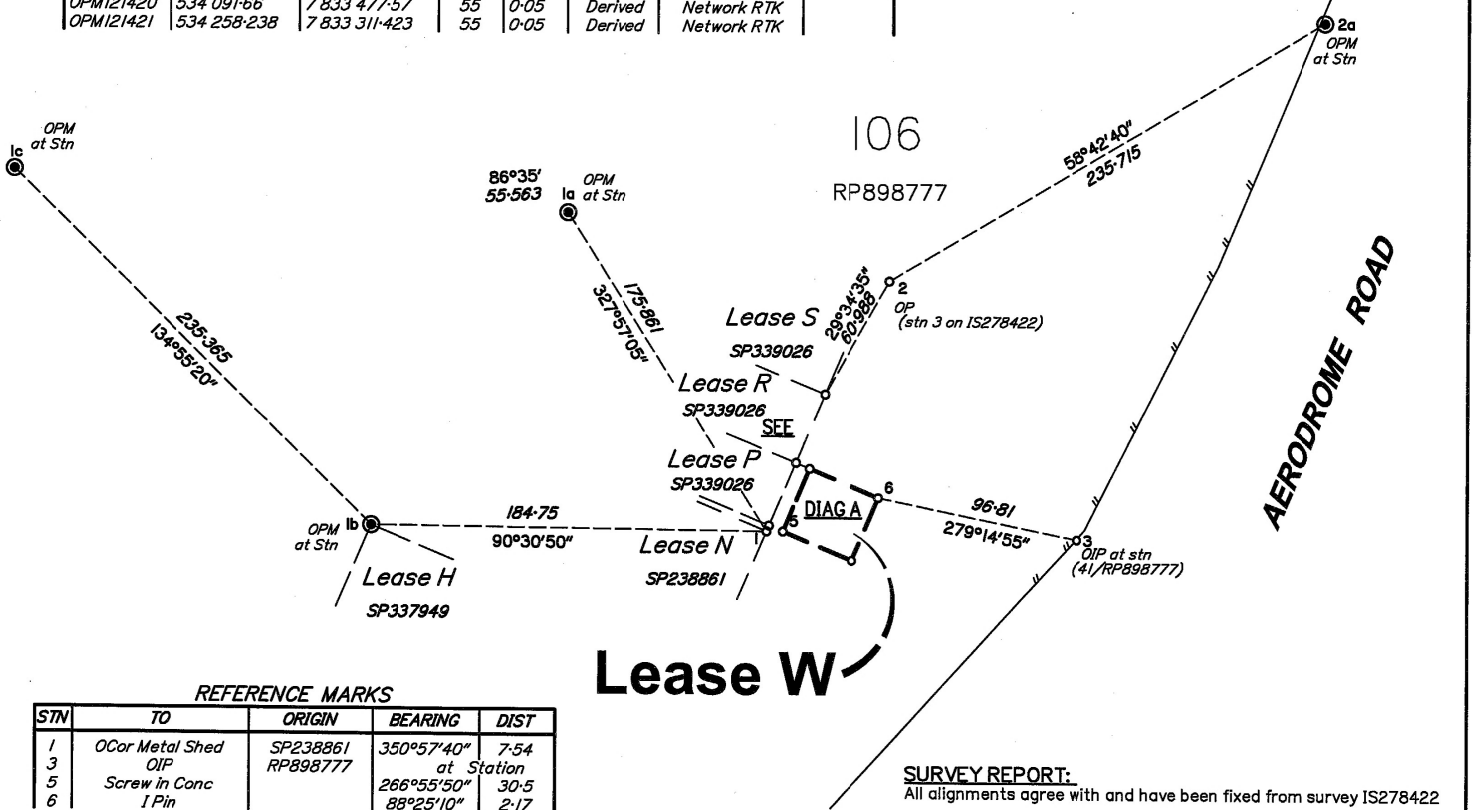 OPM121420 534 091·66 7 833 477·57 55 0·05 Derived Network RTK
OPM121421 534 258·238 7 833 311·423 55 0·05 Derived Network RTK
2a
OPM
at Stn
1c
OPM
at Stn
106
RP898777
58°42'40"
235·715
86°35'
55·563
1a
OPM
at Stn
AERODROME ROAD
2
OP
(stn 3 on IS278422)
29°34'35"
60·988
175·861
327°57'05"
Lease S
SP339026
235·365
134°55'20"
Lease R
SP339026
SEE
Lease P
SP339026
DIAG A
5
6
96·81
279°14'55"
3
OIP at stn
(41/RP898777)
OPM
at Stn
1b
184·75
90°30'50"
1
Lease N
SP238861
Lease H
SP337949
Lease W
REFERENCE MARKS
STN TO ORIGIN BEARING DIST
1 OCor Metal Shed SP238861 350°57'40" 7·54
3 OIP RP898777 at Station
5 Screw in Conc 266°55'50" 30·5
6 I Pin 88°25'10" 2·17
SURVEY REPORT:
All alignments agree with and have been fixed from survey IS278422